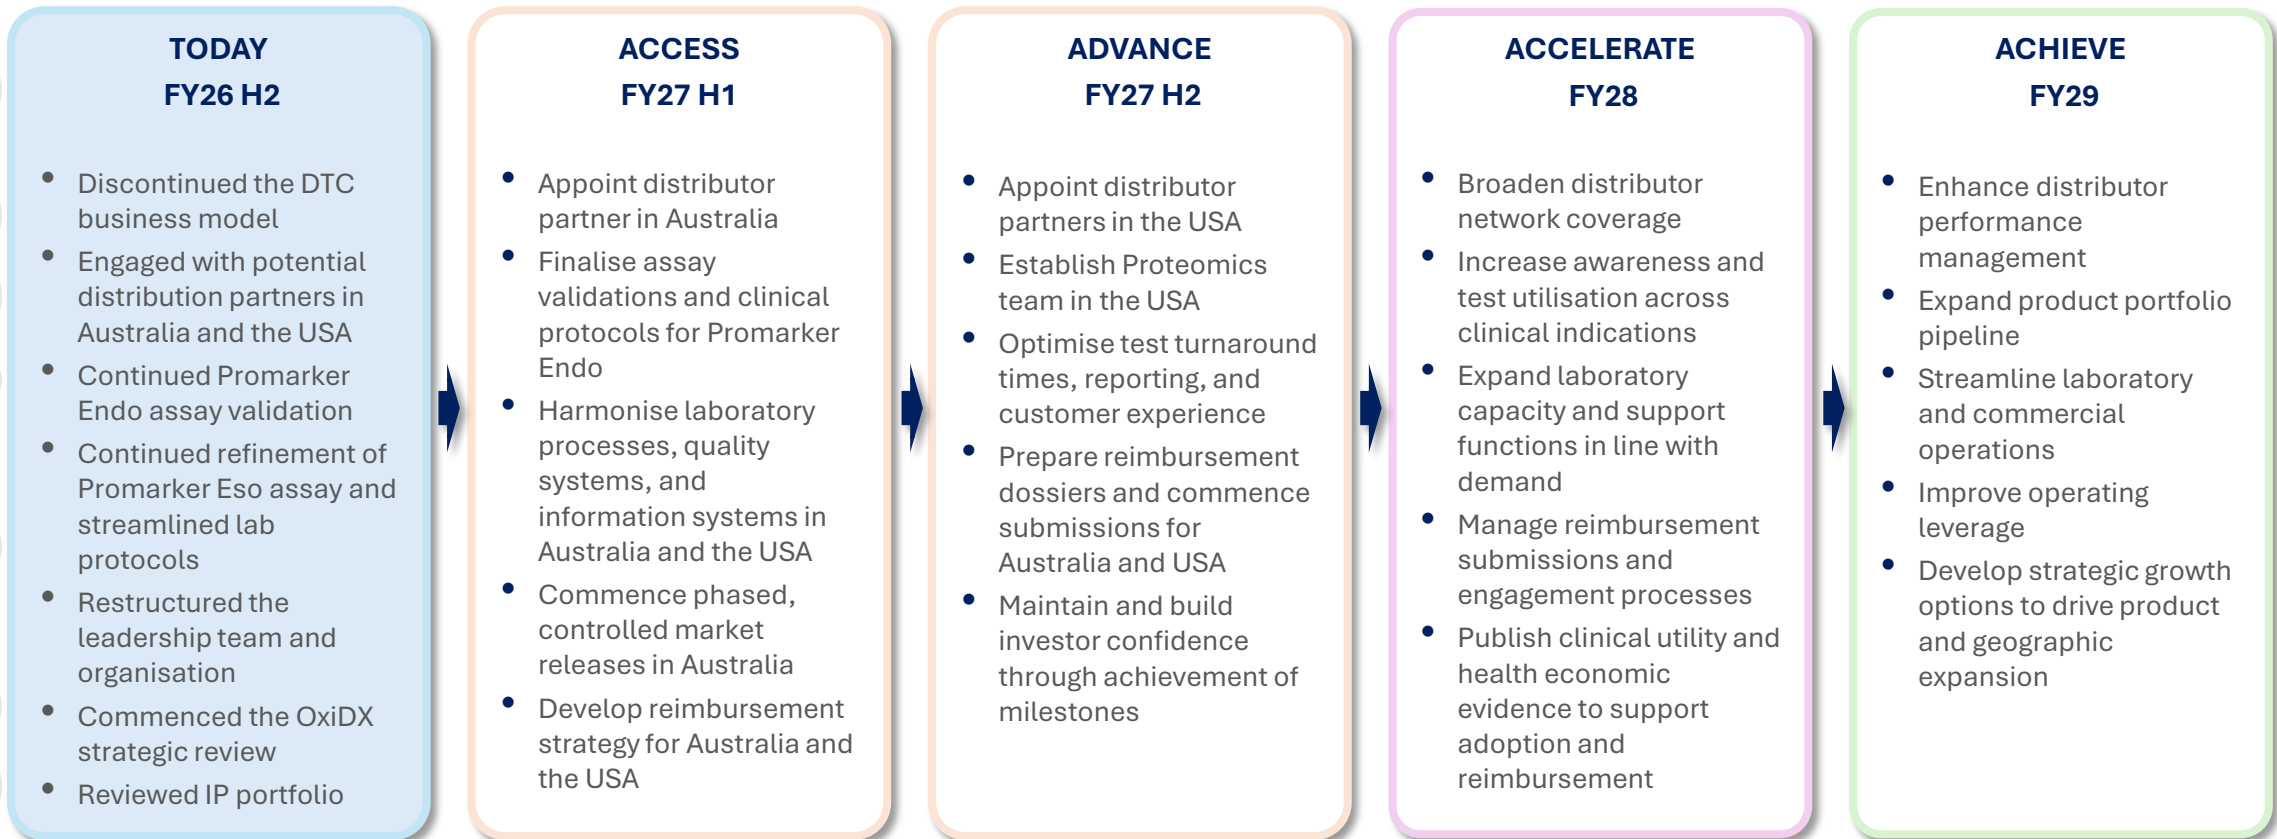 TODAY
FY26 H2
• Discontinued the DTC
business model
• Engaged with potential
distribution partners in
Australia and the USA
• Continued Promarker
Endo assay validation
• Continued refinement of
Promarker Eso assay and
streamlined lab
protocols
• Restructured the
leadership team and
organisation
• Commenced the OxiDX
strategic review
• Reviewed IP portfolio
ACCESS
FY27 H1
• Appoint distributor
partner in Australia
• Finalise assay
validations and clinical
protocols for Promarker
Endo
• Harmonise laboratory
processes, quality
systems, and
information systems in
Australia and the USA
• Commence phased,
controlled market
releases in Australia
• Develop reimbursement
strategy for Australia and
the USA
ADVANCE
FY27 H2
• Appoint distributor
partners in the USA
• Establish Proteomics
team in the USA
• Optimise test turnaround
times, reporting, and
customer experience
• Prepare reimbursement
dossiers and commence
submissions for
Australia and USA
• Maintain and build
investor confidence
through achievement of
milestones
ACCELERATE
FY28
• Broaden distributor
network coverage
• Increase awareness and
test utilisation across
clinical indications
• Expand laboratory
capacity and support
functions in line with
demand
• Manage reimbursement
submissions and
engagement processes
• Publish clinical utility and
health economic
evidence to support
adoption and
reimbursement
ACHIEVE
FY29
• Enhance distributor
performance
management
• Expand product portfolio
pipeline
• Streamline laboratory
and commercial
operations
• Improve operating
leverage
• Develop strategic growth
options to drive product
and geographic
expansion